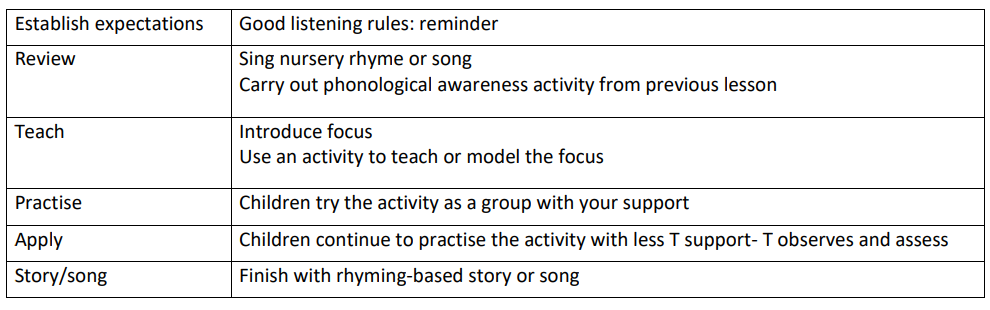 Establish expectations Good listening rules: reminder
Review Sing nursery rhyme or song
Carry out phonological awareness activity from previous lesson
Teach Introduce focus
Use an activity to teach or model the focus
Practise Children try the activity as a group with your support
Apply Children continue to practise the activity with less T support- T observes and assess
Story/song Finish with rhyming-based story or song